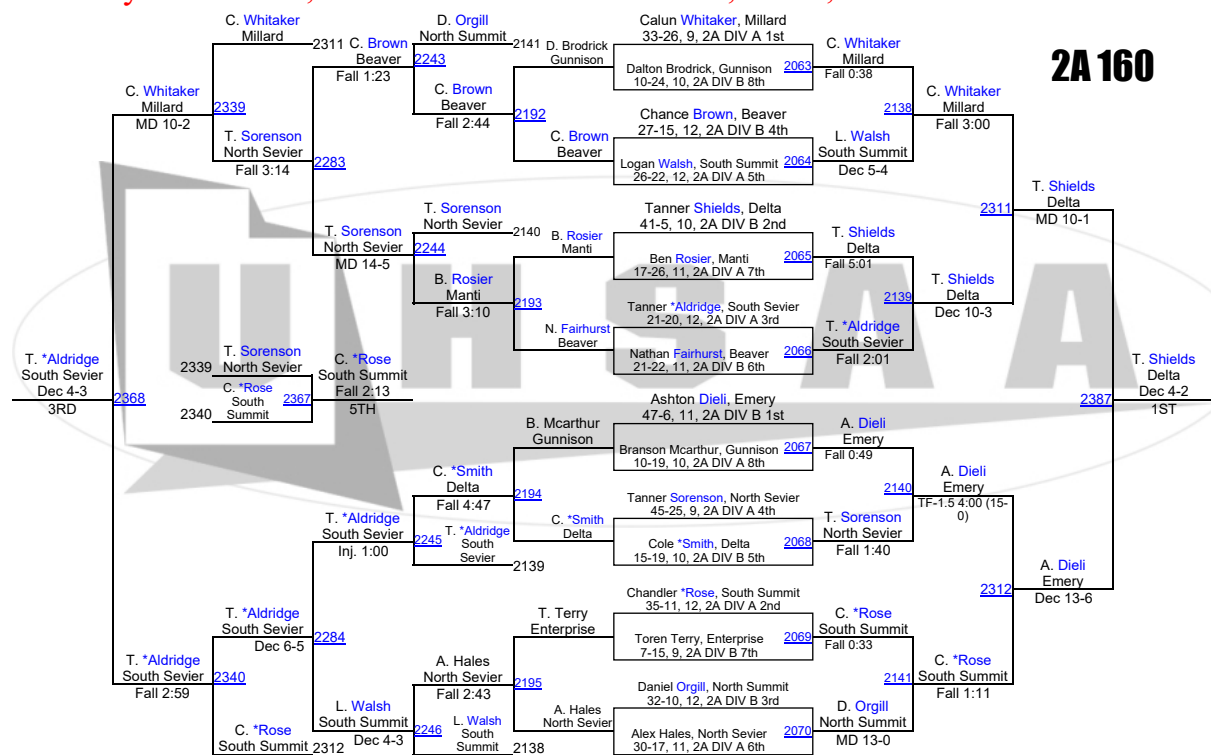 2A 160
C. Whitaker
Millard
2311
C. Brown
Beaver
Fall 1:23
2243
D. Orgill
North Summit
2141
D. Brodrick
Gunnison
Calun Whitaker, Millard
33-26, 9, 2A DIV A 1st
Dalton Brodrick, Gunnison
10-24, 10, 2A DIV B 8th
2063
C. Whitaker
Millard
Fall 0:38
C. Whitaker
Millard
MD 10-2
2339
C. Brown
Beaver
Fall 2:44
2192
Chance Brown, Beaver
27-15, 12, 2A DIV B 4th
2138
C. Whitaker
Millard
Fall 3:00
T. Sorenson
North Sevier
Fall 3:14
2283
C. Brown
Beaver
Logan Walsh, South Summit
26-22, 12, 2A DIV A 5th
2064
L. Walsh
South Summit
Dec 5-4
T. Sorenson
North Sevier
MD 14-5
2244
T. Sorenson
North Sevier
2140
B. Rosier
Manti
Tanner Shields, Delta
41-5, 10, 2A DIV B 2nd
Ben Rosier, Manti
17-26, 11, 2A DIV A 7th
2065
T. Shields
Delta
Fall 5:01
2311
T. Shields
Delta
MD 10-1
B. Rosier
Manti
Fall 3:10
2193
Tanner *Aldridge, South Sevier
21-20, 12, 2A DIV A 3rd
2139
T. Shields
Delta
Dec 10-3
N. Fairhurst
Beaver
Nathan Fairhurst, Beaver
21-22, 11, 2A DIV B 6th
2066
T. *Aldridge
South Sevier
Fall 2:01
UHSAA
T. *Aldridge
South Sevier
Dec 4-3
3RD
2368
T. Sorenson
North Sevier
2339
C. *Rose
South
Summit
2340
2367
C. *Rose
South Summit
Fall 2:13
5TH
2387
T. Shields
Delta
Dec 4-2
1ST
B. Mcarthur
Gunnison
Ashton Dieli, Emery
47-6, 11, 2A DIV B 1st
Branson Mcarthur, Gunnison
10-19, 10, 2A DIV A 8th
2067
A. Dieli
Emery
Fall 0:49
C. *Smith
Delta
Fall 4:47
2194
Tanner Sorenson, North Sevier
45-25, 9, 2A DIV A 4th
2140
A. Dieli
Emery
TF-1.5 4:00 (15-
0)
T. *Aldridge
South Sevier
Inj. 1:00
2245
T. *Aldridge
South
Sevier
2139
C. *Smith
Delta
Cole *Smith, Delta
15-19, 10, 2A DIV B 5th
2068
T. Sorenson
North Sevier
Fall 1:40
2312
A. Dieli
Emery
Dec 13-6
T. *Aldridge
South Sevier
Dec 6-5
2284
T. Terry
Enterprise
Chandler *Rose, South Summit
35-11, 12, 2A DIV A 2nd
Toren Terry, Enterprise
7-15, 9, 2A DIV B 7th
2069
C. *Rose
South Summit
Fall 0:33
T. *Aldridge
South Sevier
Fall 2:59
2340
A. Hales
North Sevier
Fall 2:43
2195
Daniel Orgill, North Summit
32-10, 12, 2A DIV B 3rd
2141
C. *Rose
South Summit
Fall 1:11
C. *Rose
South Summit
2312
L. Walsh
South Summit
Dec 4-3
2246
L. Walsh
South
Summit
2138
A. Hales
North Sevier
Alex Hales, North Sevier
30-17, 11, 2A DIV A 6th
2070
D. Orgill
North Summit
MD 13-0